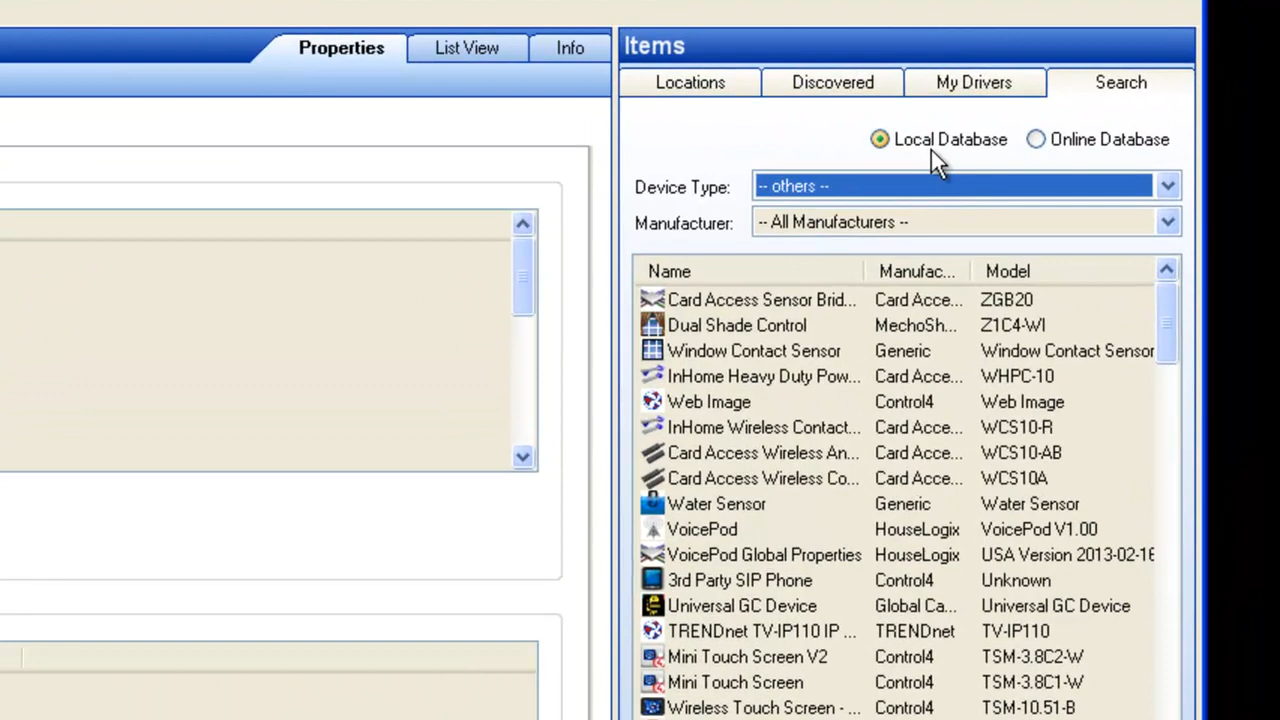 Properties List View Info
Items
Locations Discovered My Drivers Search
Local Database Online Database
Device Type: -- others --
Manufacturer: -- All Manufacturers --
Name Manufac... Model
Card Access Sensor Brid... Card Acce... ZGB20
Dual Shade Control MechoSh... Z1C4-WI
Window Contact Sensor Generic Window Contact Sensor
InHome Heavy Duty Pow... Card Acce... WHPC-10
Web Image Control4 Web Image
InHome Wireless Contact... Card Acce... WCS10-R
Card Access Wireless An... Card Acce... WCS10-AB
Card Access Wireless Co... Card Acce... WCS10A
Water Sensor Generic Water Sensor
VoicePod HouseLogix VoicePod V1.00
VoicePod Global Properties HouseLogix USA Version 2013-02-16
3rd Party SIP Phone Control4 Unknown
Universal GC Device Global Ca... Universal GC Device
TRENDnet TV-IP110 IP ... TRENDnet TV-IP110
Mini Touch Screen V2 Control4 TSM-3.8C2-W
Mini Touch Screen Control4 TSM-3.8C1-W
Wireless Touch Screen - ... Control4 TSM-10.51-B